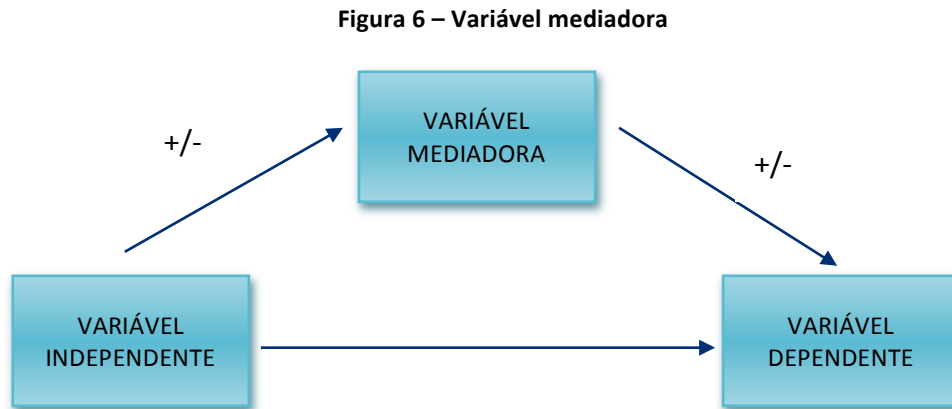 Figura 6 – Variável mediadora
VARIÁVEL
MEDIADORA
+/-
+/-
VARIÁVEL
INDEPENDENTE
VARIÁVEL
DEPENDENTE